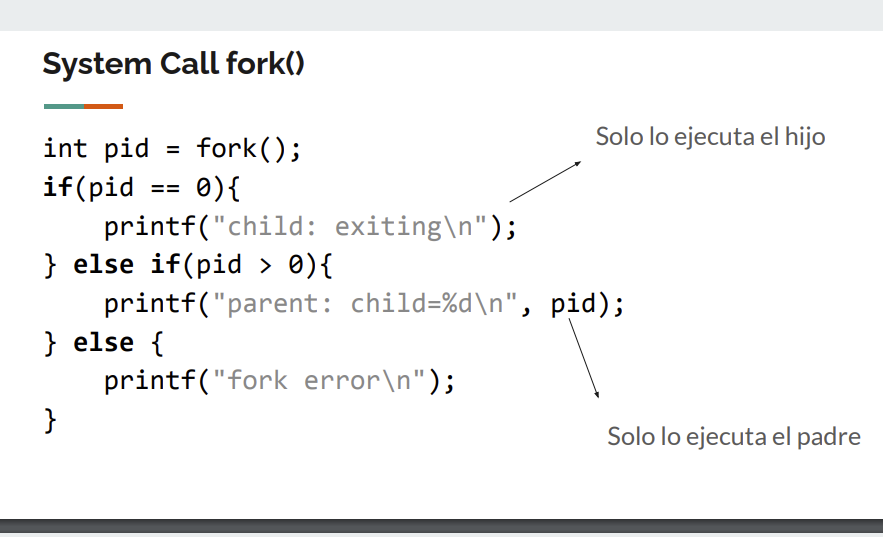 System Call fork()
int pid = fork();
Solo lo ejecuta el hijo
if(pid == 0){
    printf("child: exiting\n");
} else if(pid > 0){
    printf("parent: child=%d\n", pid);
} else {
    printf("fork error\n");
}
Solo lo ejecuta el padre